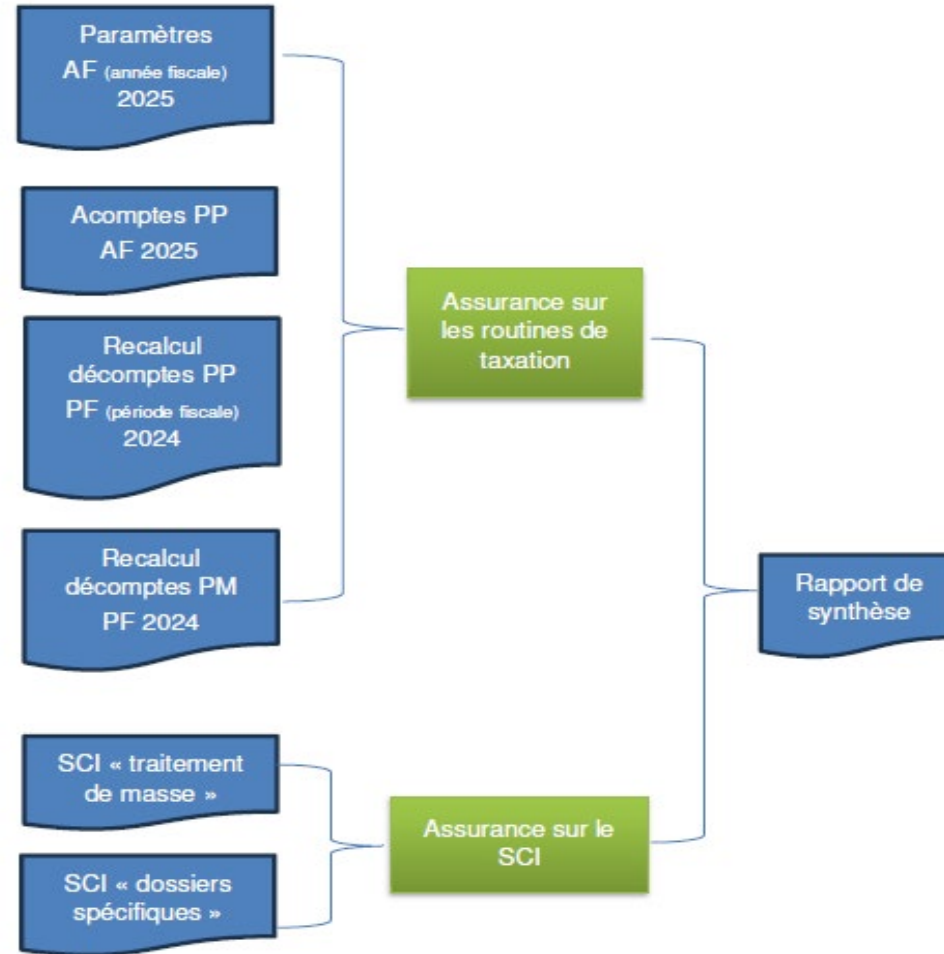 Paramètres
AF (année fiscale)
2025
Acomptes PP
AF 2025
Recalcul
décomptes PP
PF (période fiscale)
2024
Recalcul
décomptes PM
PF 2024
SCI « traitement
de masse »
SCI « dossiers
spécifiques »
Assurance sur
les routines de
taxation
Assurance sur le
SCI
Rapport de
synthèse